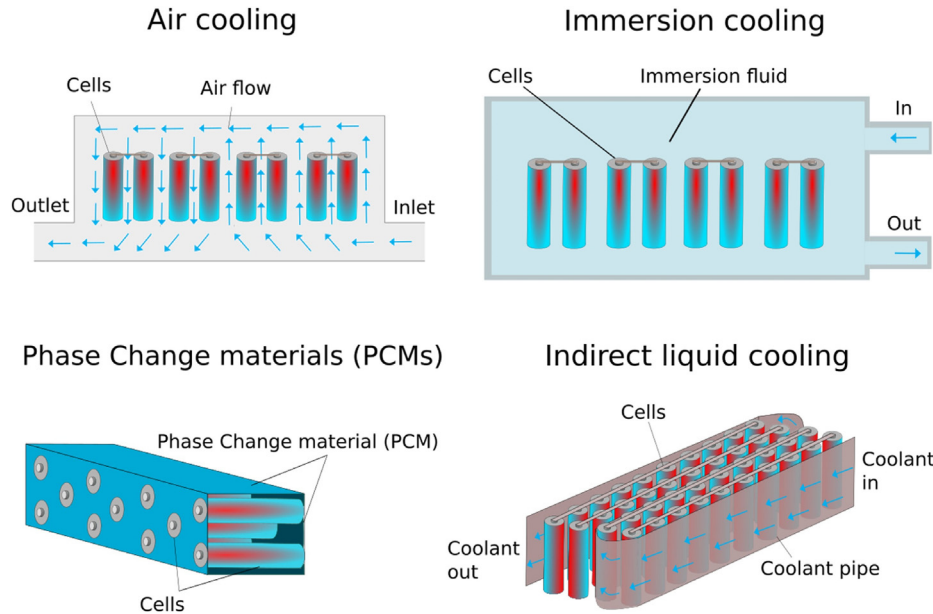 Air cooling
Cells
Air flow
Outlet
Inlet
Immersion cooling
Cells
Immersion fluid
In
Out
Phase Change materials (PCMs)
Phase Change material (PCM)
Cells
Indirect liquid cooling
Cells
Coolant
in
Coolant
out
Coolant pipe